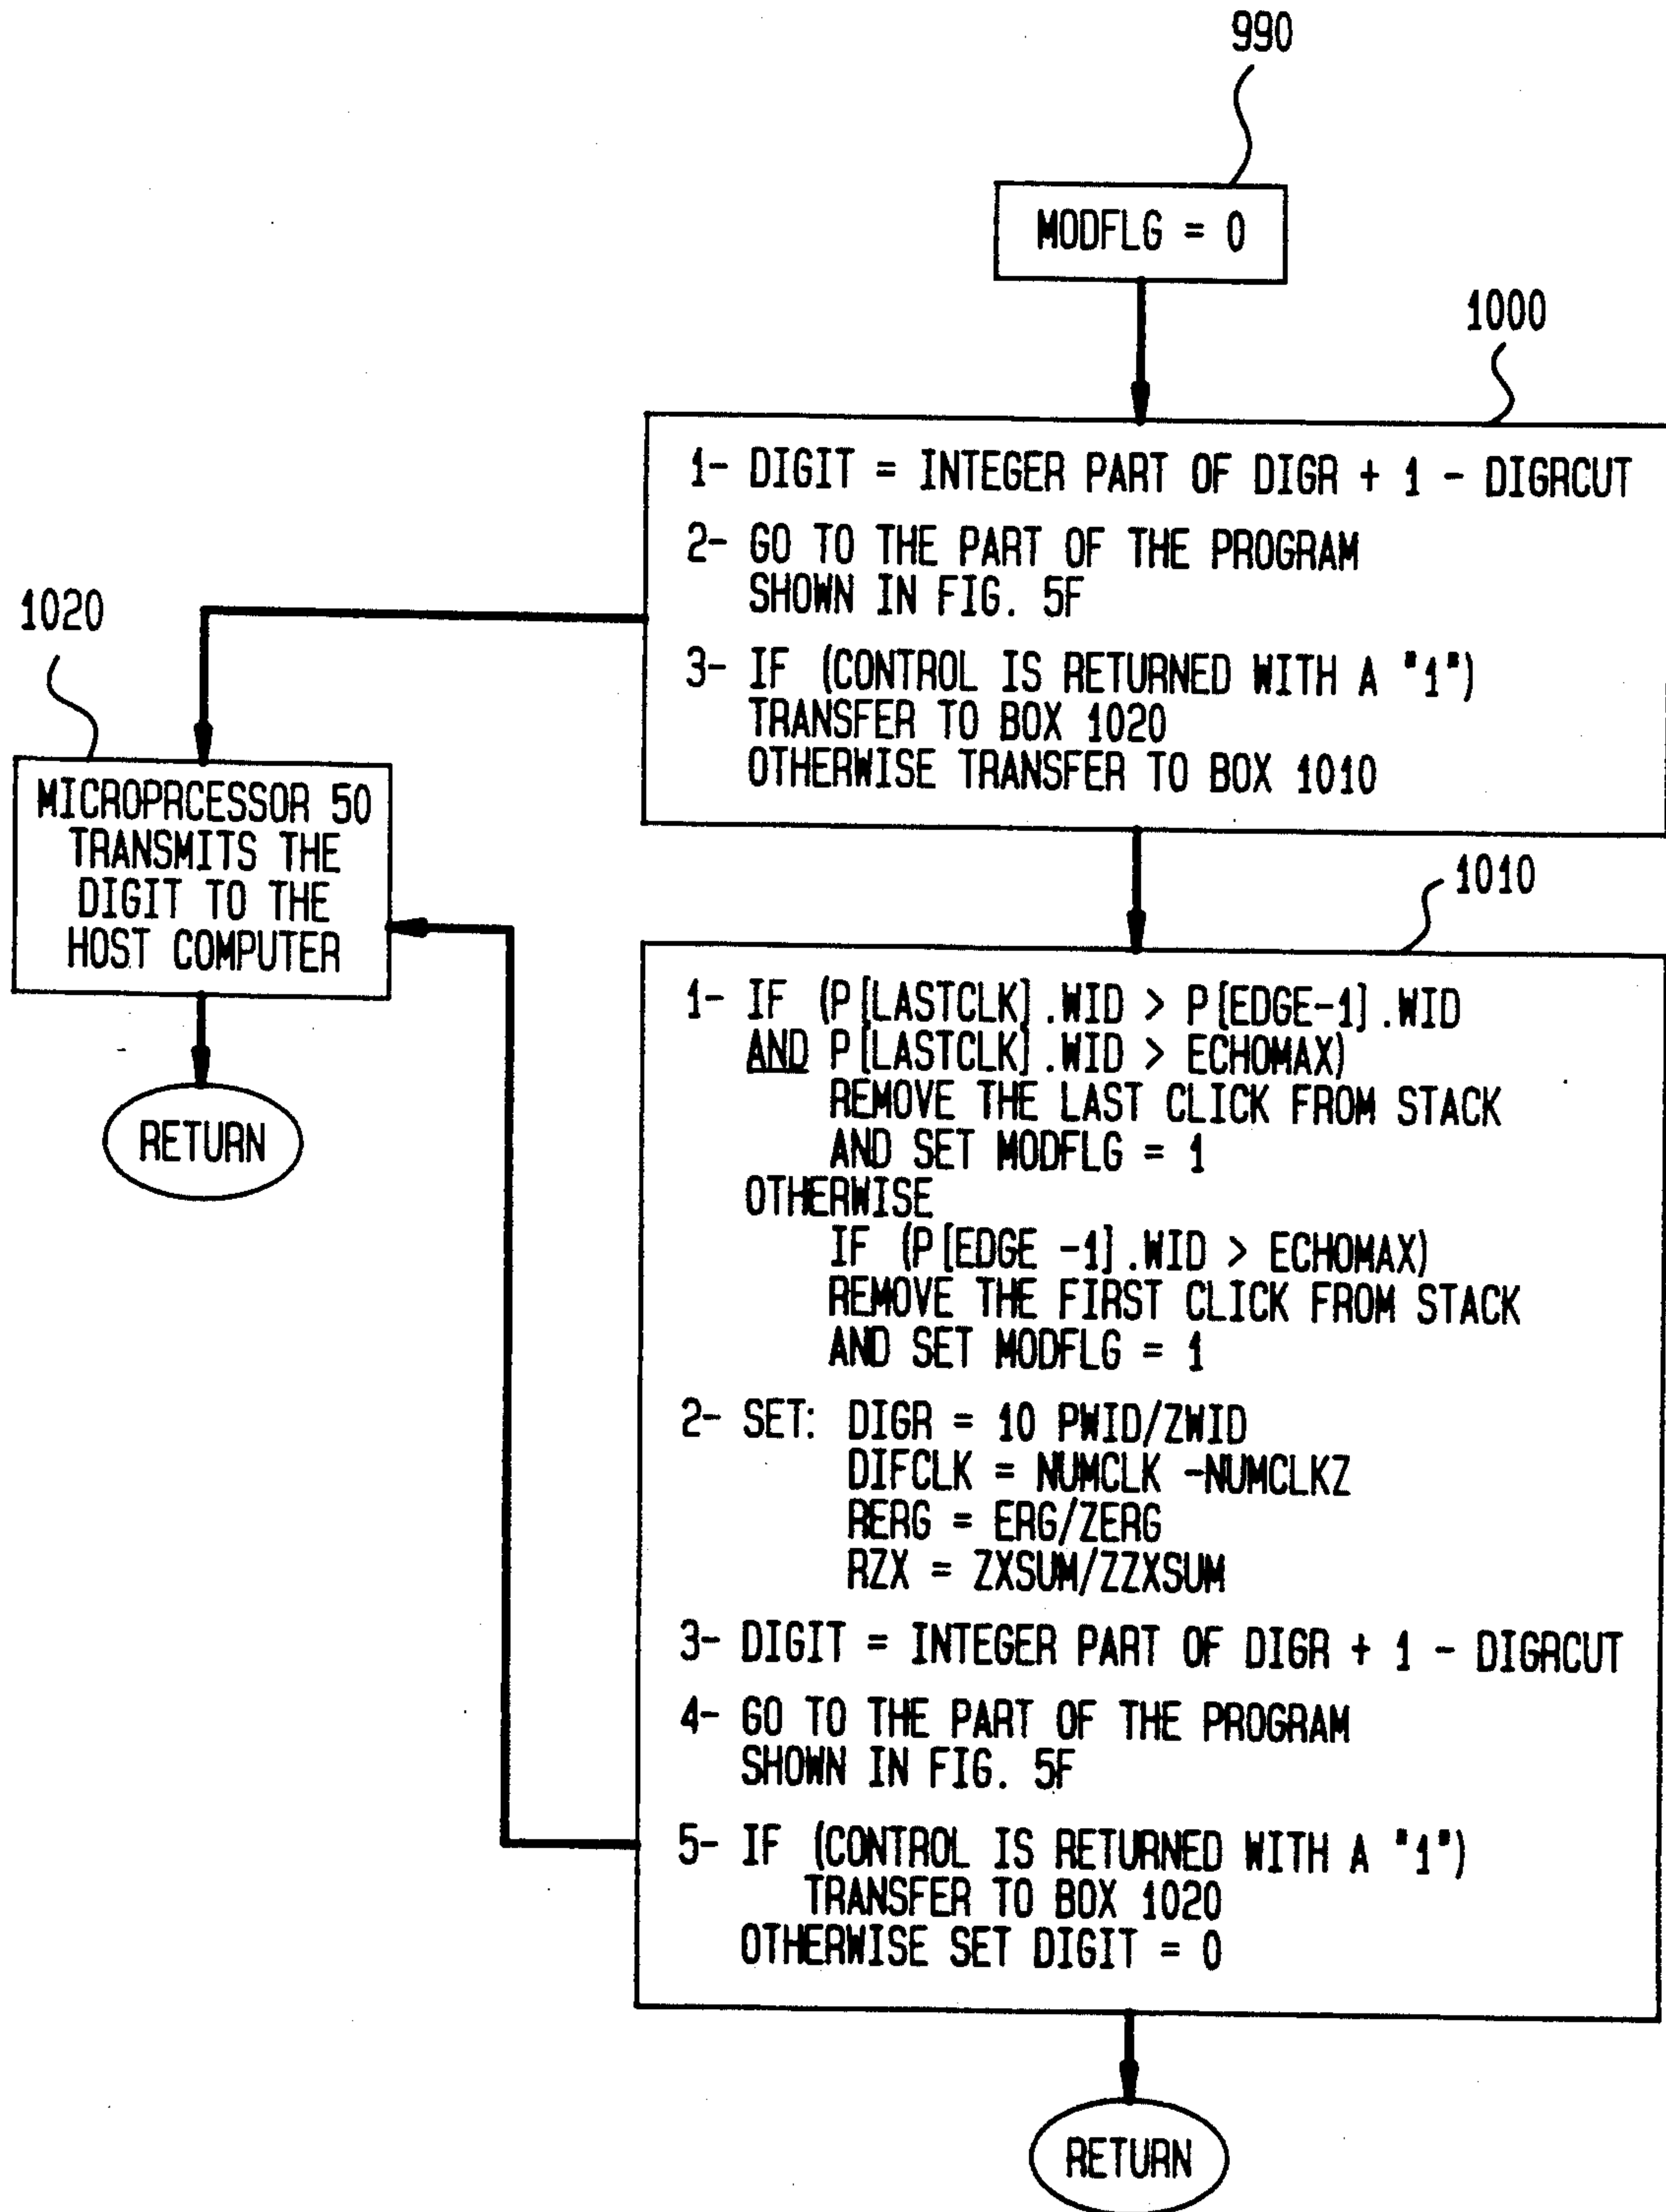 990
MODFLG = 0
1000
1- DIGIT = INTEGER PART OF DIGR + 1 - DIGRCUT
2- GO TO THE PART OF THE PROGRAM
SHOWN IN FIG. 5F
3- IF (CONTROL IS RETURNED WITH A "1")
TRANSFER TO BOX 1020
OTHERWISE TRANSFER TO BOX 1010
1020
MICROPRCESSOR 50
TRANSMITS THE
DIGIT TO THE
HOST COMPUTER
RETURN
1010
1- IF (P[LASTCLK].WID > P[EDGE-1].WID
AND P[LASTCLK].WID > ECHOMAX)
REMOVE THE LAST CLICK FROM STACK
AND SET MODFLG = 1
OTHERWISE
IF (P[EDGE -1].WID > ECHOMAX)
REMOVE THE FIRST CLICK FROM STACK
AND SET MODFLG = 1
2- SET: DIGR = 10 PWID/ZWID
DIFCLK = NUMCLK -NUMCLKZ
RERG = ERG/ZERG
RZX = ZXSUM/ZZXSUM
3- DIGIT = INTEGER PART OF DIGR + 1 - DIGRCUT
4- GO TO THE PART OF THE PROGRAM
SHOWN IN FIG. 5F
5- IF (CONTROL IS RETURNED WITH A "1")
TRANSFER TO BOX 1020
OTHERWISE SET DIGIT = 0
RETURN